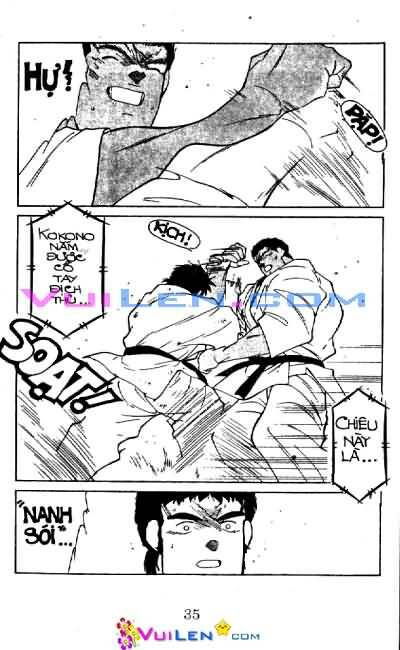 HỰ!
PẶP!
KOKONO
NẮM
ĐƯỢC
CỔ
TAY
ĐỊCH
THỦ...
KỊCH!
VUILEN.COM
SOẠT!!
CHIÊU
NÀY
LÀ...
"NANH
SÓI"...
35
VUILEN.COM